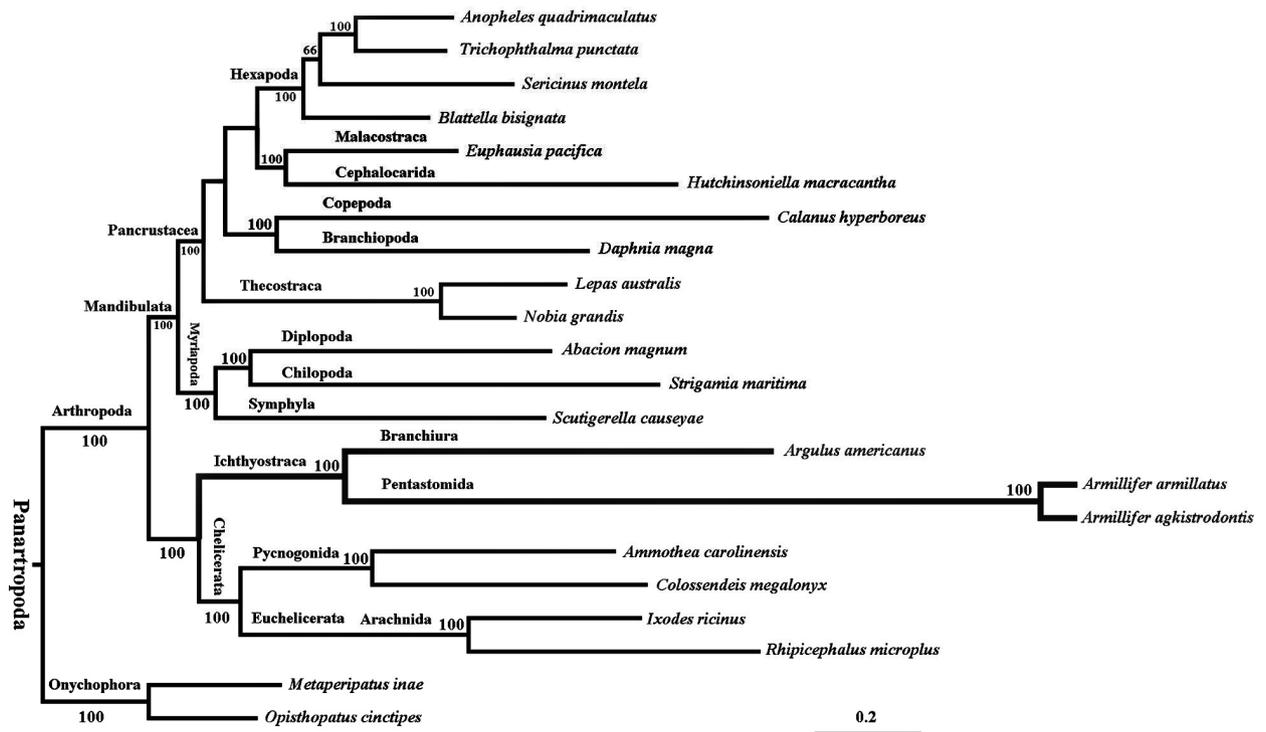 Anopheles quadrimaculatus
100
Trichophthalma punctata
66
Hexapoda
Sericinus montela
100
Blattella bisignata
Malacostraca
Euphausia pacifica
100
Cephalocarida
Hutchinsoniella macracantha
Copepoda
Calanus hyperboreus
100
Pancrustacea
Branchiopoda
Daphnia magna
100
Thecostraca
Lepas australis
100
Mandibulata
Nobia grandis
100
Myriapoda
Diplopoda
Abacion magnum
100
Chilopoda
Strigamia maritima
100
Symphyla
Scutigerella causeyae
Arthropoda
100
Branchiura
Argulus americanus
Ichthyostraca
100
Pentastomida
100
Armillifer armillatus
Armillifer agkistrodontis
Panartropoda
100
Chelicerata
Pycnogonida
100
Ammothea carolinensis
Colossendeis megalonyx
100
Euchelicerata
Arachnida
100
Ixodes ricinus
Rhipicephalus microplus
Onychophora
Metaperipatus inae
100
Opisthopatus cinctipes
0.2